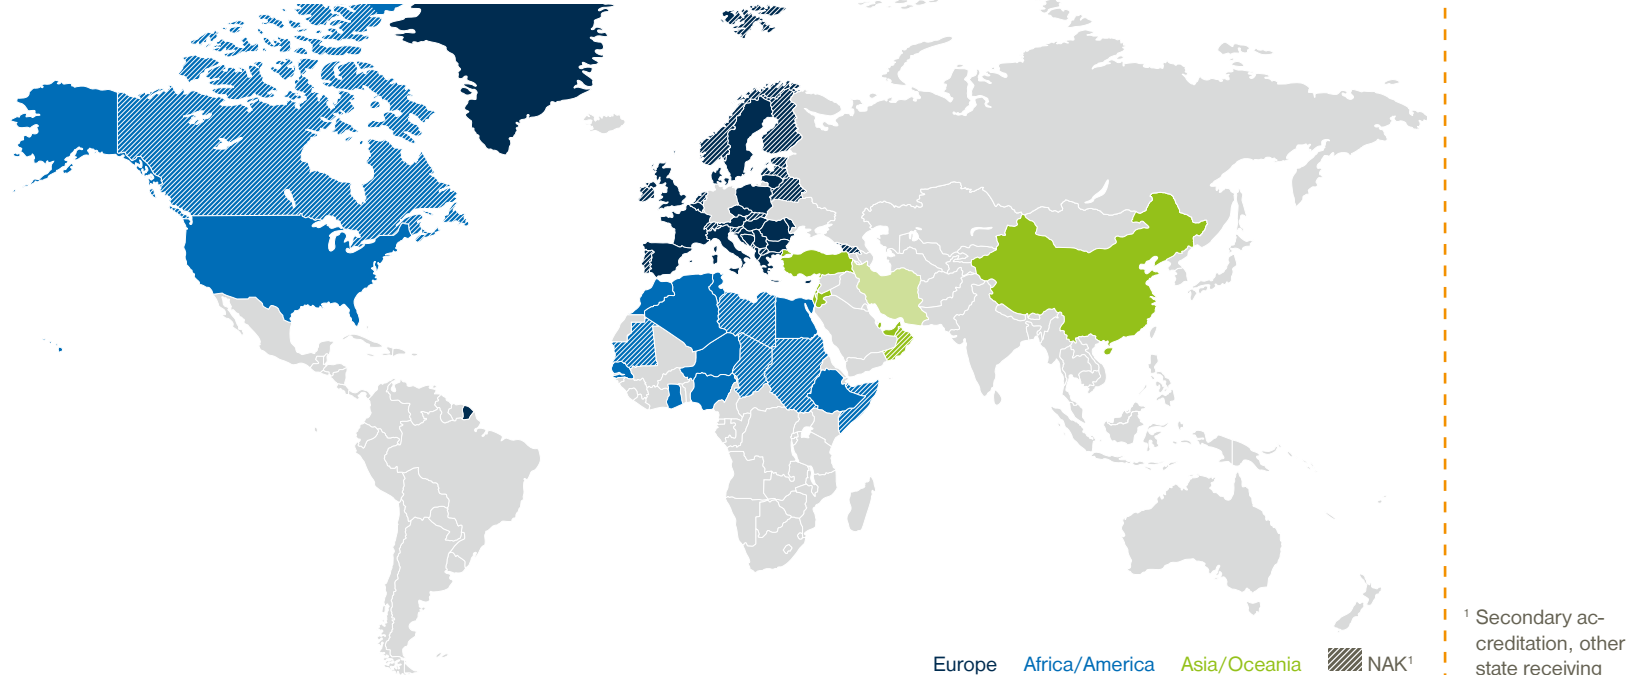 Europe Africa/America Asia/Oceania NAK¹
¹ Secondary ac-
creditation, other
state receiving